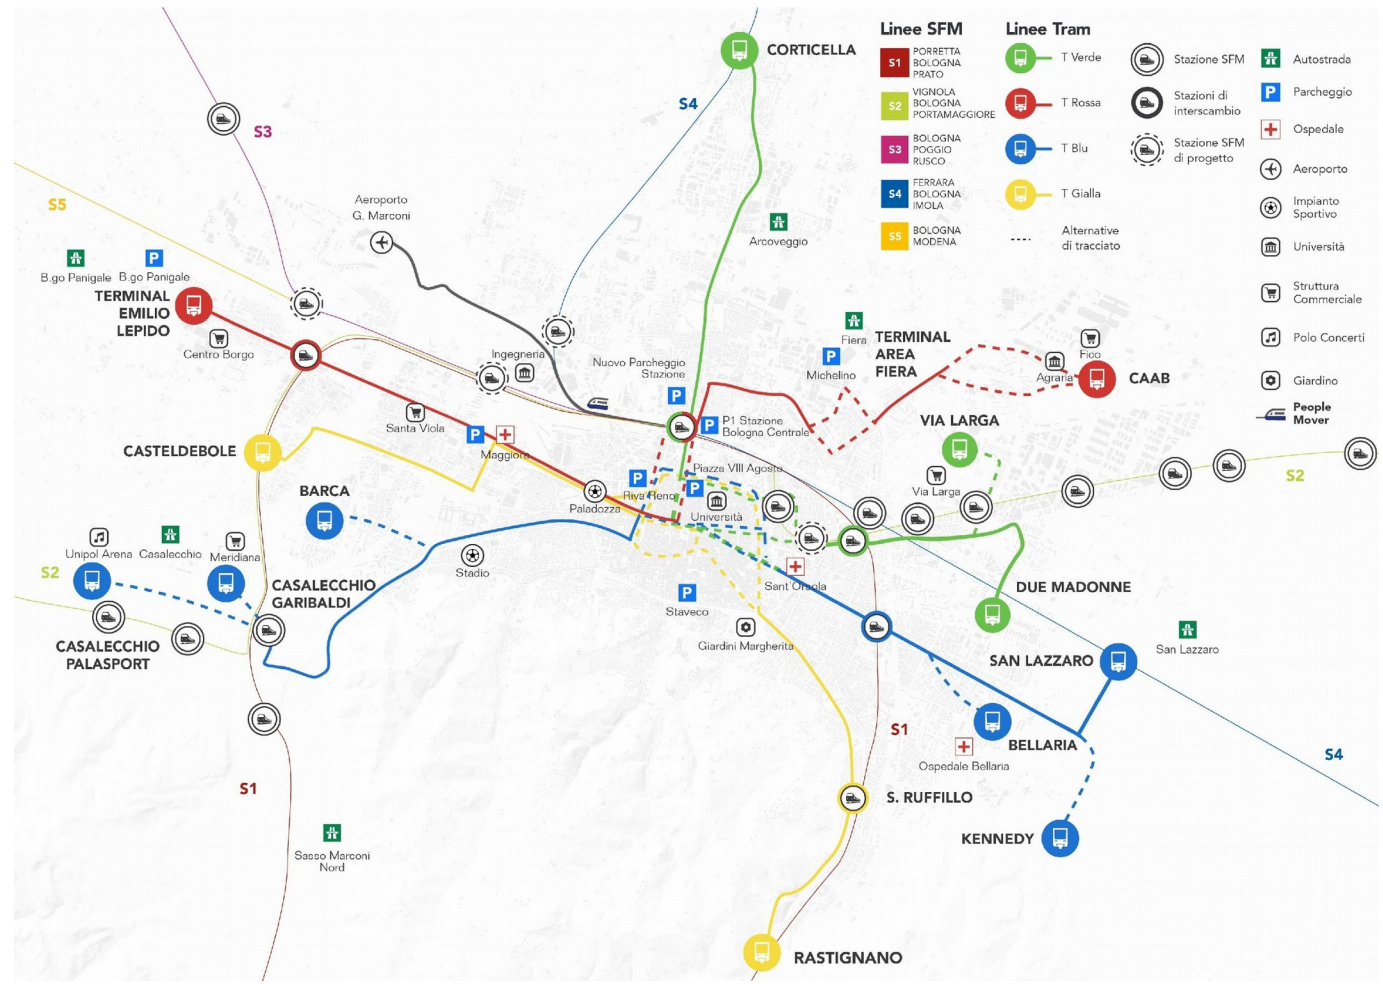 CORTICELLA
S4
S3
S4
Aeroporto
G. Marconi
S5
B.go Panigale
P
B.go Panigale
TERMINAL
EMILIO
LEPIDO
Centro Borgo
Arcoveggio
Ingegneria
Nuovo Parcheggio
Stazione
P
P
P1 Stazione
Bologna Centrale
Fiera
P
Michelino
TERMINAL
AREA
FIERA
Fico
Agraria
CAAB
Santa Viola
P
Maggiore
CASTELDEBOLE
VIA LARGA
Via Larga
S2
Piazza VIII Agosto
P
Riva Reno
P
Università
Paladozza
BARCA
Unipol Arena
Casalecchio
Meridiana
S2
CASALECCHIO
GARIBALDI
Stadio
Sant'Orsola
P
Staveco
Giardini Margherita
DUE MADONNE
CASALECCHIO
PALASPORT
SAN LAZZARO
San Lazzaro
S1
BELLARIA
Ospedale Bellaria
S4
S1
S. RUFFILLO
KENNEDY
Sasso Marconi
Nord
RASTIGNANO
Linee SFM
S1
PORRETTA
BOLOGNA
PRATO
S2
VIGNOLA
BOLOGNA
PORTAMAGGIORE
S3
BOLOGNA
POGGIO
RUSCO
S4
FERRARA
BOLOGNA
IMOLA
S5
BOLOGNA
MODENA
Linee Tram
T Verde
T Rossa
T Blu
T Gialla
Alternative
di tracciato
Stazione SFM
Stazioni di
interscambio
Stazione SFM
di progetto
Autostrada
P
Parcheggio
Ospedale
Aeroporto
Impianto
Sportivo
Università
Struttura
Commerciale
Polo Concerti
Giardino
People
Mover